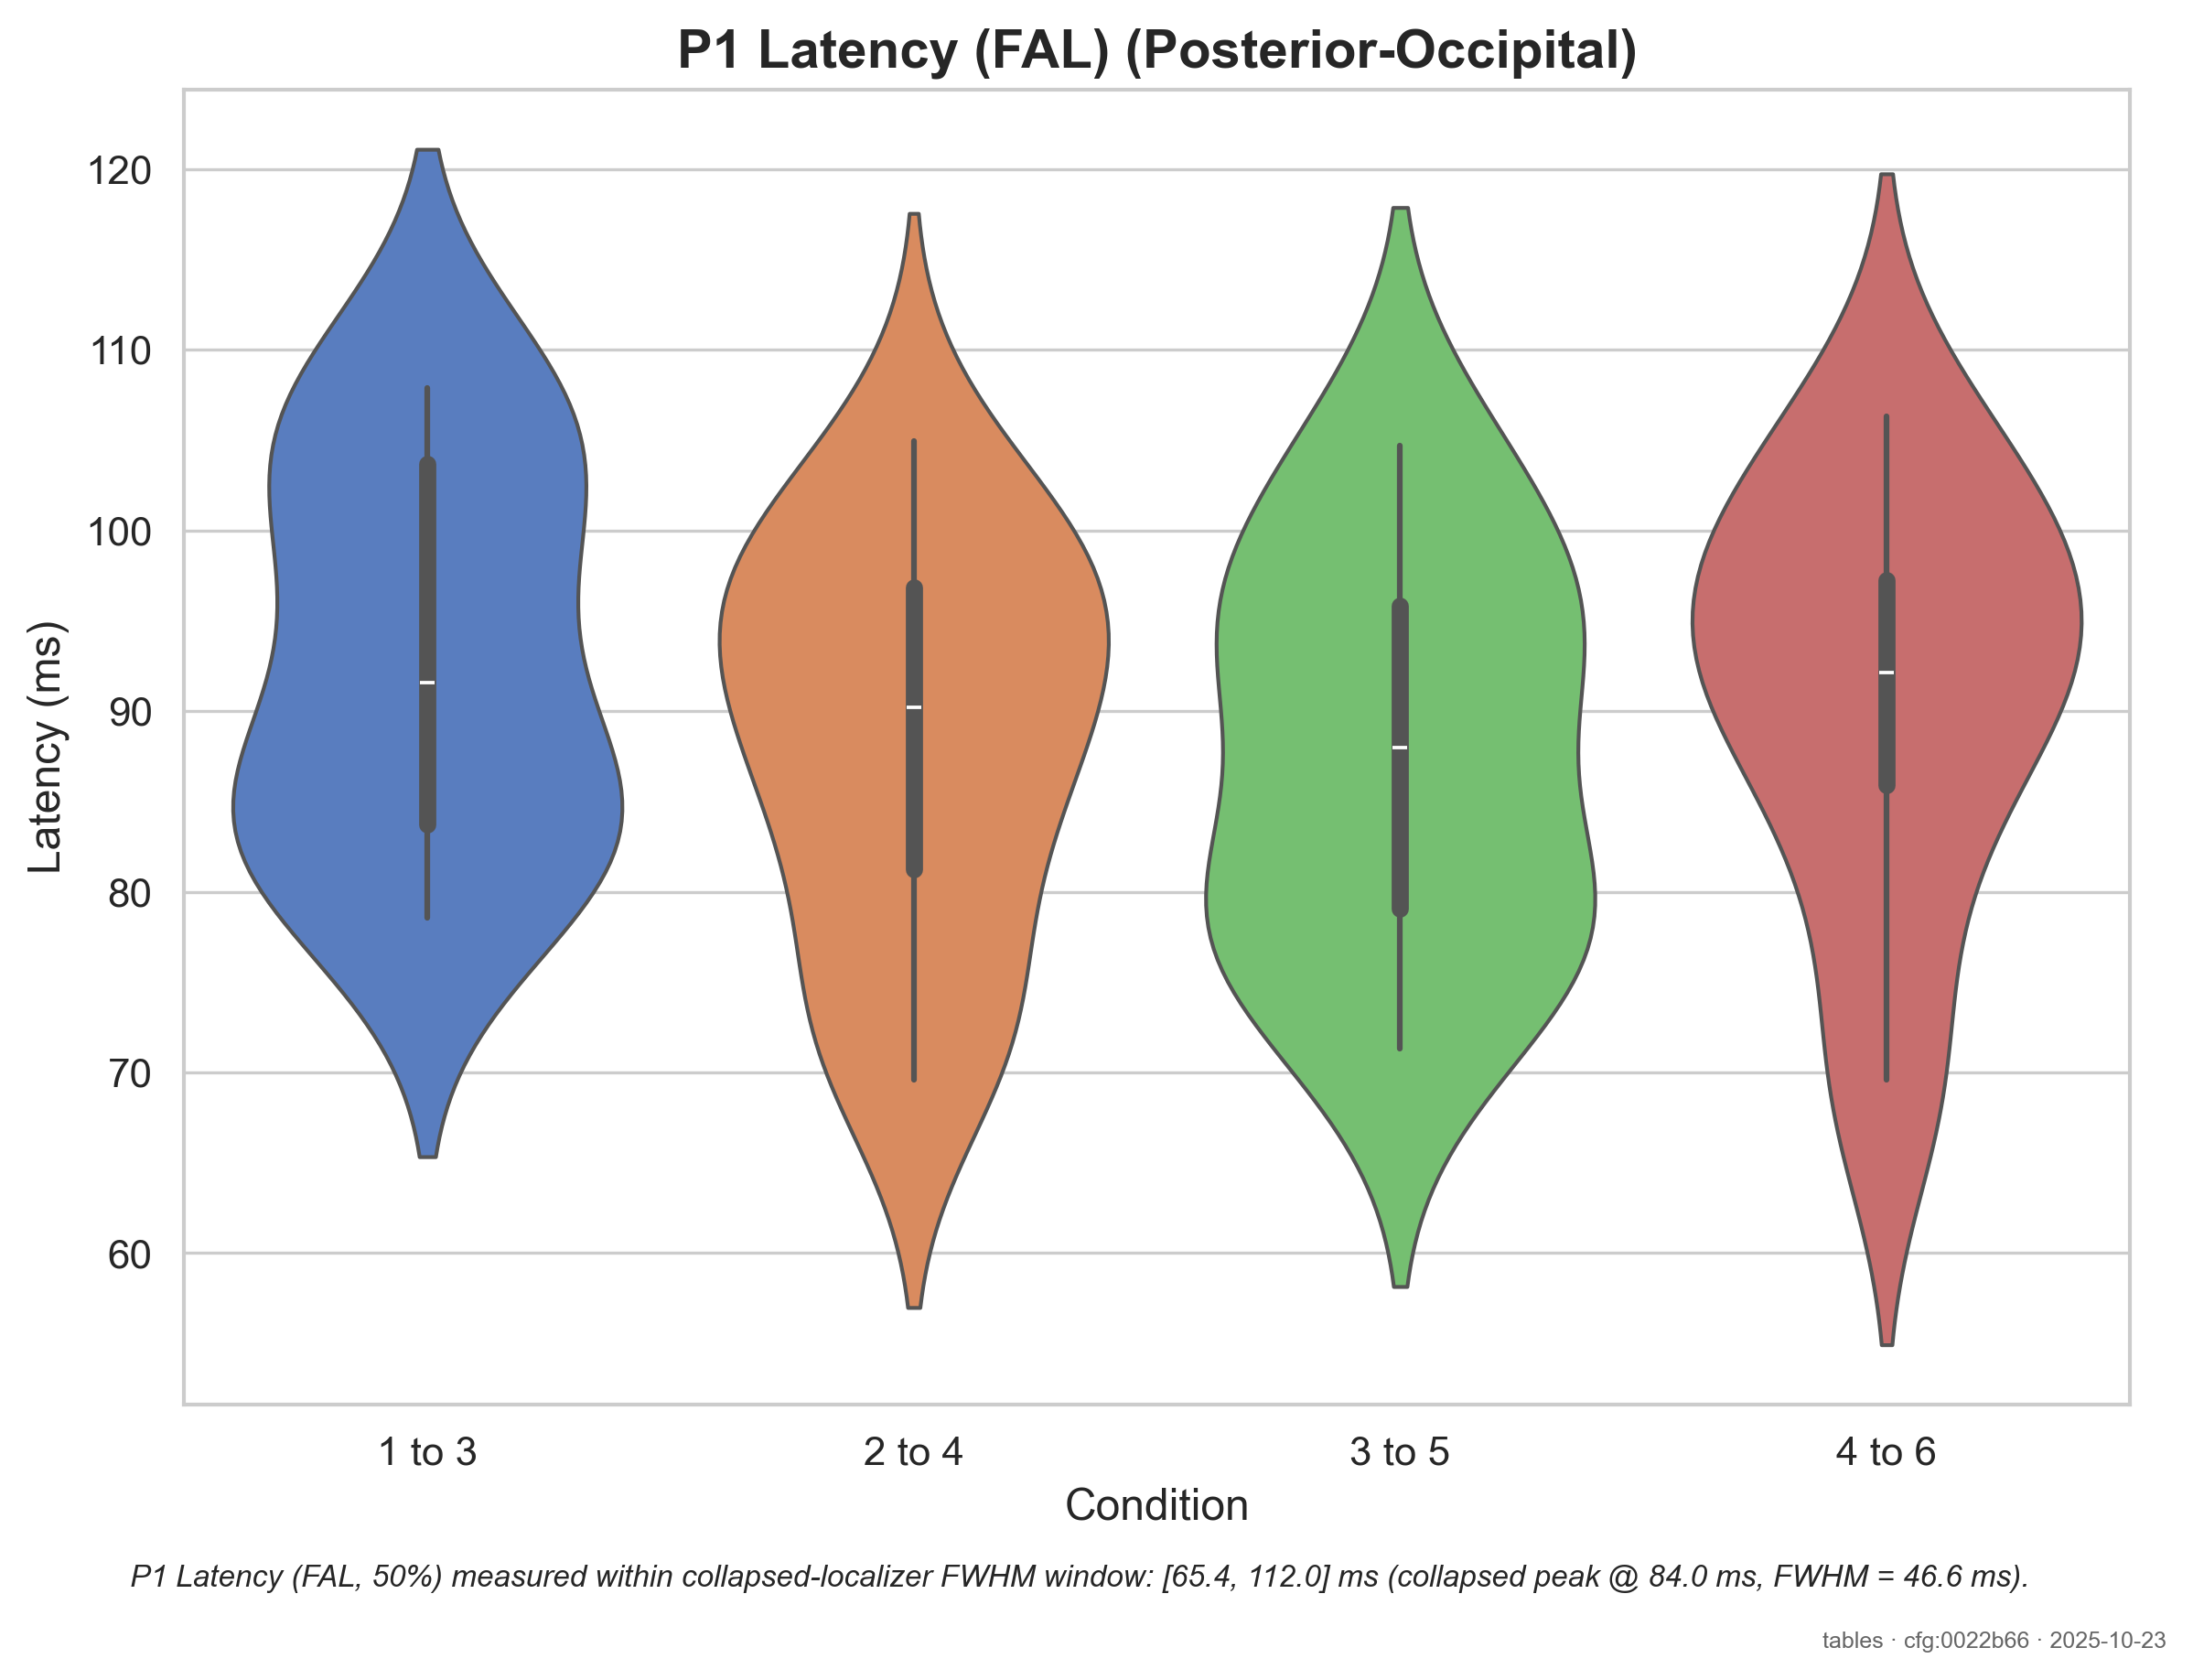 P1 Latency (FAL) (Posterior-Occipital)
120
110
100
90
80
70
60
Latency (ms)
1 to 3
2 to 4
3 to 5
4 to 6
Condition
P1 Latency (FAL, 50%) measured within collapsed-localizer FWHM window: [65.4, 112.0] ms (collapsed peak @ 84.0 ms, FWHM = 46.6 ms).
tables · cfg:0022b66 · 2025-10-23